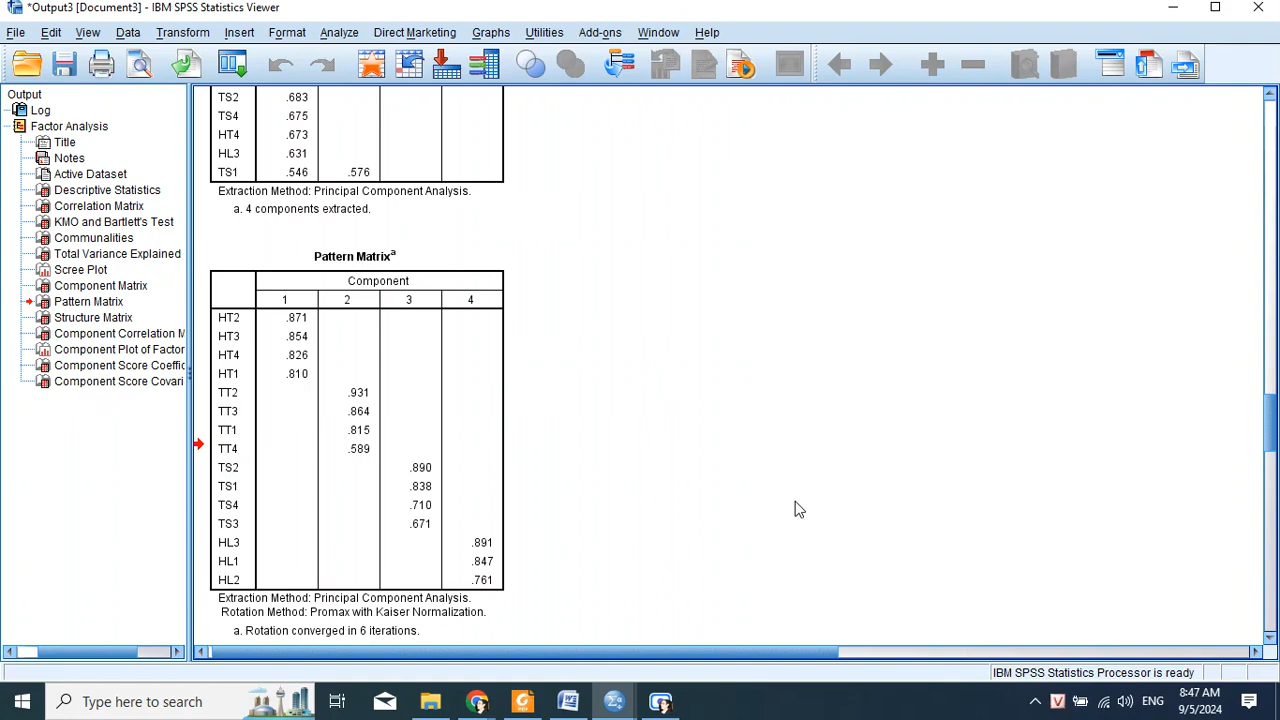 *Output3 [Document3] - IBM SPSS Statistics Viewer
File Edit View Data Transform Insert Format Analyze Direct Marketing Graphs Utilities Add-ons Window Help
Output
Log
Factor Analysis
Title
Notes
Active Dataset
Descriptive Statistics
Correlation Matrix
KMO and Bartlett's Test
Communalities
Total Variance Explained
Scree Plot
Component Matrix
Pattern Matrix
Structure Matrix
Component Correlation M
Component Plot of Factor
Component Score Coeffic
Component Score Covari
TS2 .683
TS4 .675
HT4 .673
HL3 .631
TS1 .546 .576
Extraction Method: Principal Component Analysis.
a. 4 components extracted.
Pattern Matrixa
Component
1 2 3 4
HT2 .871
HT3 .854
HT4 .826
HT1 .810
TT2 .931
TT3 .864
TT1 .815
TT4 .589
TS2 .890
TS1 .838
TS4 .710
TS3 .671
HL3 .891
HL1 .847
HL2 .761
Extraction Method: Principal Component Analysis.
Rotation Method: Promax with Kaiser Normalization.
a. Rotation converged in 6 iterations.
IBM SPSS Statistics Processor is ready
Type here to search
ENG
8:47 AM
9/5/2024